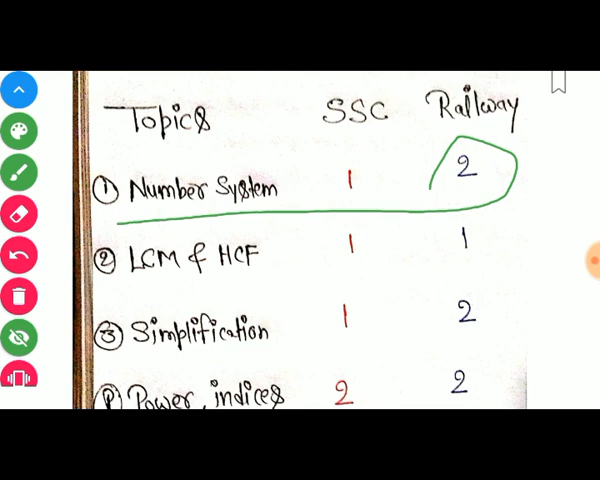 Topics SSC Railway
① Number System 1 2
② LCM & HCF 1 1
③ Simplification 1 2
④ Power, indices 2 2